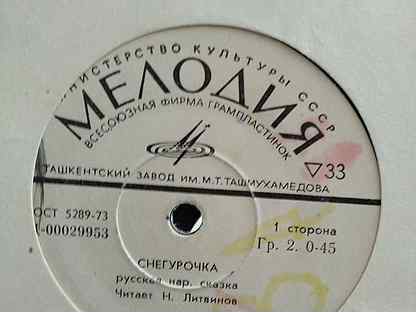 МИНИСТЕРСТВО КУЛЬТУРЫ СССР
МЕЛОДИЯ
ВСЕСОЮЗНАЯ ФИРМА ГРАМПЛАСТИНОК
▽33
ТАШКЕНТСКИЙ ЗАВОД ИМ. М.Т. ТАШМУХАМЕДОВА
ОСТ 5289-73
-00029953
1 сторона
Гр. 2. 0-45
СНЕГУРОЧКА
русская нар. сказка
Читает Н. Литвинов